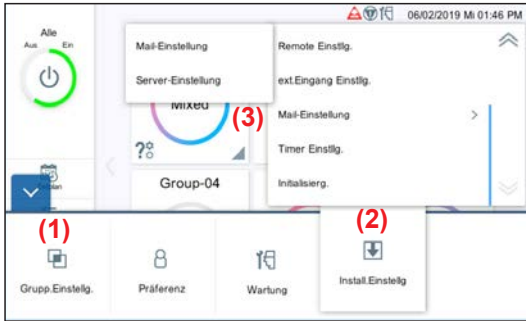 06/02/2019 Mi 01:46 PM
Alle
Aus Ein
Mail-Einstellung
Server-Einstellung
Remote Einstlg.
ext.Eingang Einstlg.
Mail-Einstellung >
Timer Einstlg.
Initialisierg.
Mixed
(3)
Group-04
(1)
(2)
Grupp.Einstellg.
Präferenz
Wartung
Install.Einstellg